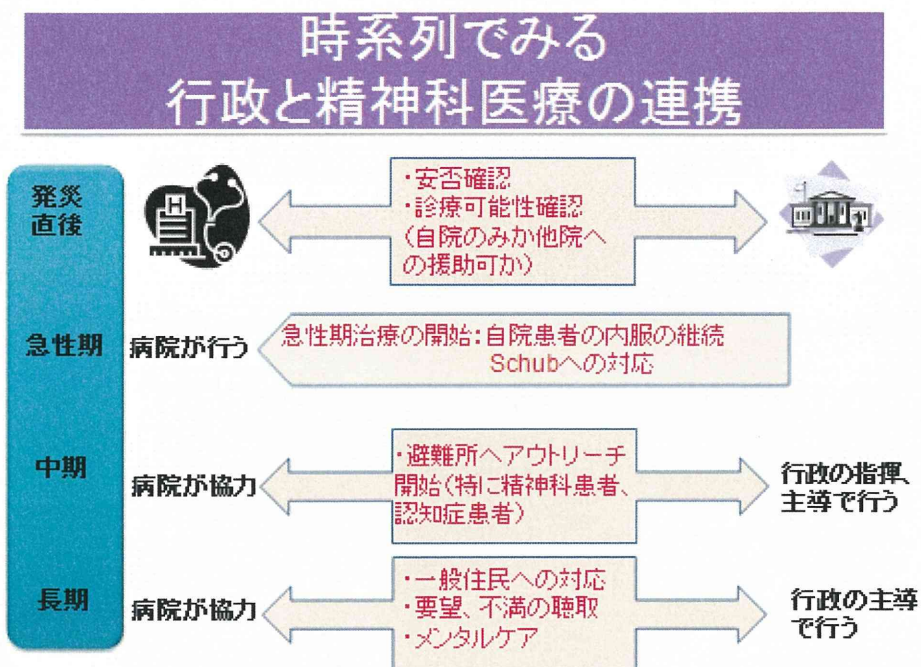 時系列でみる
行政と精神科医療の連携
発災
直後
H
・安否確認
・診療可能性確認
(自院のみか他院へ
の援助可か)
急性期
病院が行う
急性期治療の開始：自院患者の内服の継続
Schubへの対応
中期
病院が協力
・避難所へアウトリーチ
開始(特に精神科患者、
認知症患者)
行政の指揮、
主導で行う
長期
病院が協力
・一般住民への対応
・要望、不満の聴取
・メンタルケア
行政の主導
で行う